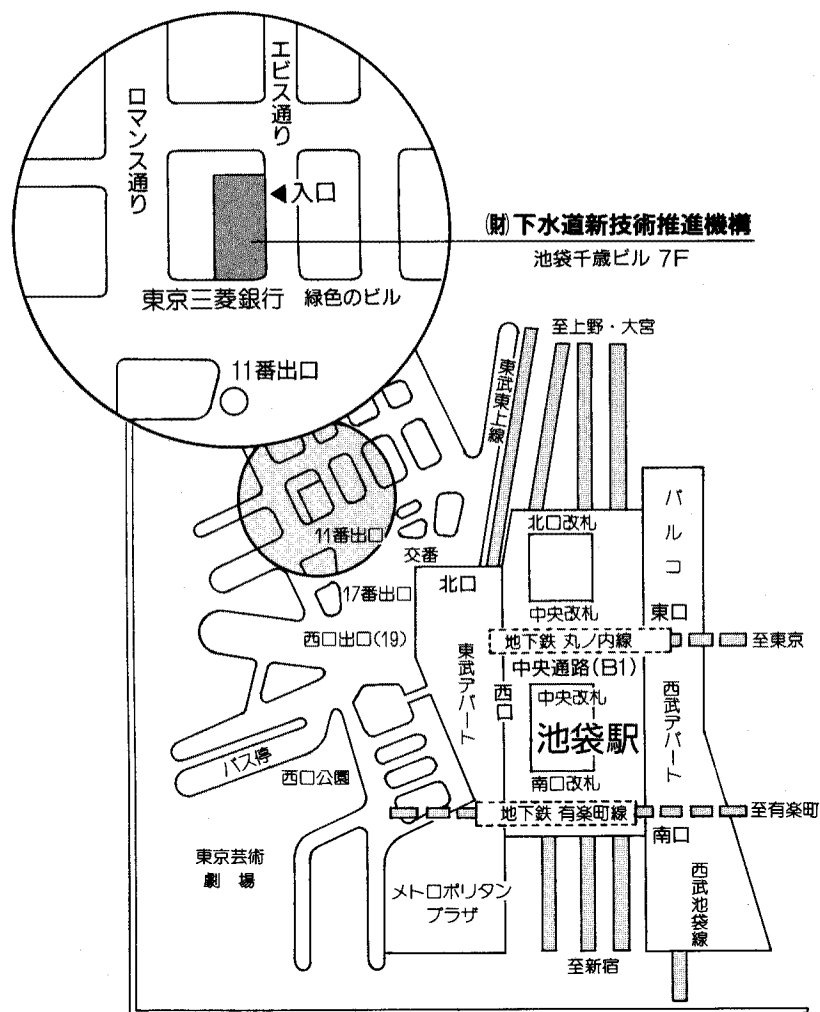 エビス通り
ロマンス通り
◀入口
(財)下水道新技術推進機構
池袋千歳ビル 7F
東京三菱銀行
緑色のビル
11番出口
至上野・大宮
東武東上線
パルコ
北口改札
11番出口
交番
北口
17番出口
中央改札
東口
西口出口(19)
地下鉄 丸ノ内線
至東京
中央通路(B1)
東武デパート
西口
中央改札
池袋駅
西武デパート
バス停
西口公園
南口改札
地下鉄 有楽町線
至有楽町
南口
東京芸術
劇場
メトロポリタン
プラザ
西武池袋線
至新宿